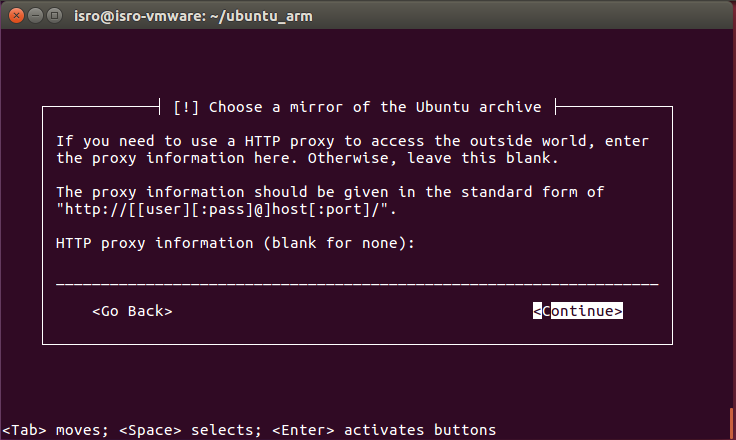 isro@isro-vmware: ~/ubuntu_arm
[!] Choose a mirror of the Ubuntu archive
If you need to use a HTTP proxy to access the outside world, enter
the proxy information here. Otherwise, leave this blank.
The proxy information should be given in the standard form of
"http://[[user][:pass]@]host[:port]/".
HTTP proxy information (blank for none):
<Go Back> <Continue>
<Tab> moves; <Space> selects; <Enter> activates buttons